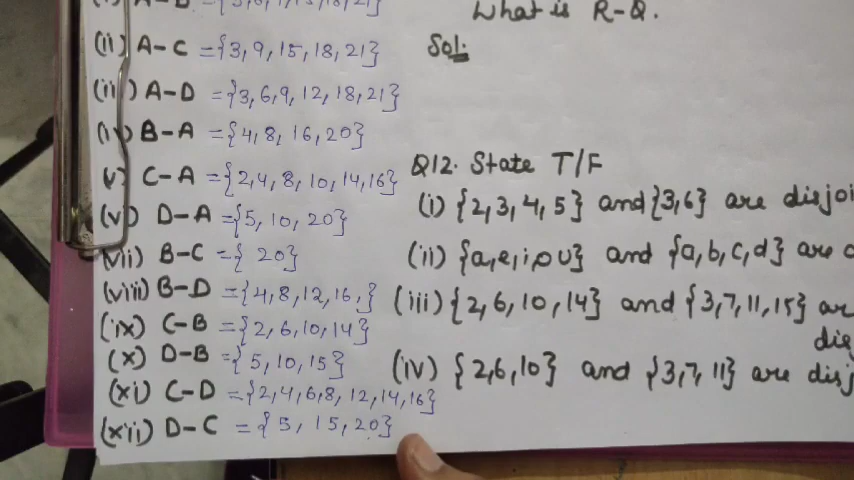 (ii) A-C = {3, 9, 15, 18, 21}
(iii) A-D = {3, 6, 9, 12, 18, 21}
(iv) B-A = {4, 8, 16, 20}
(v) C-A = {2, 4, 8, 10, 14, 16}
(v) D-A = {5, 10, 20}
(vii) B-C = { 20}
(viii) B-D = {4, 8, 12, 16, }
(ix) C-B = {2, 6, 10, 14}
(x) D-B = {5, 10, 15}
(xi) C-D = {2, 4, 6, 8, 12, 14, 16}
(xii) D-C = {5, 15, 20}
What is R-Q.
Sol:
Q12. State T/F
(i) {2, 3, 4, 5} and {3, 6} are disjoi
(ii) {a, e, i, o u} and {a, b, c, d} are
(iii) {2, 6, 10, 14} and {3, 7, 11, 15} ar
dis
(iv) {2, 6, 10} and {3, 7, 11} are disj